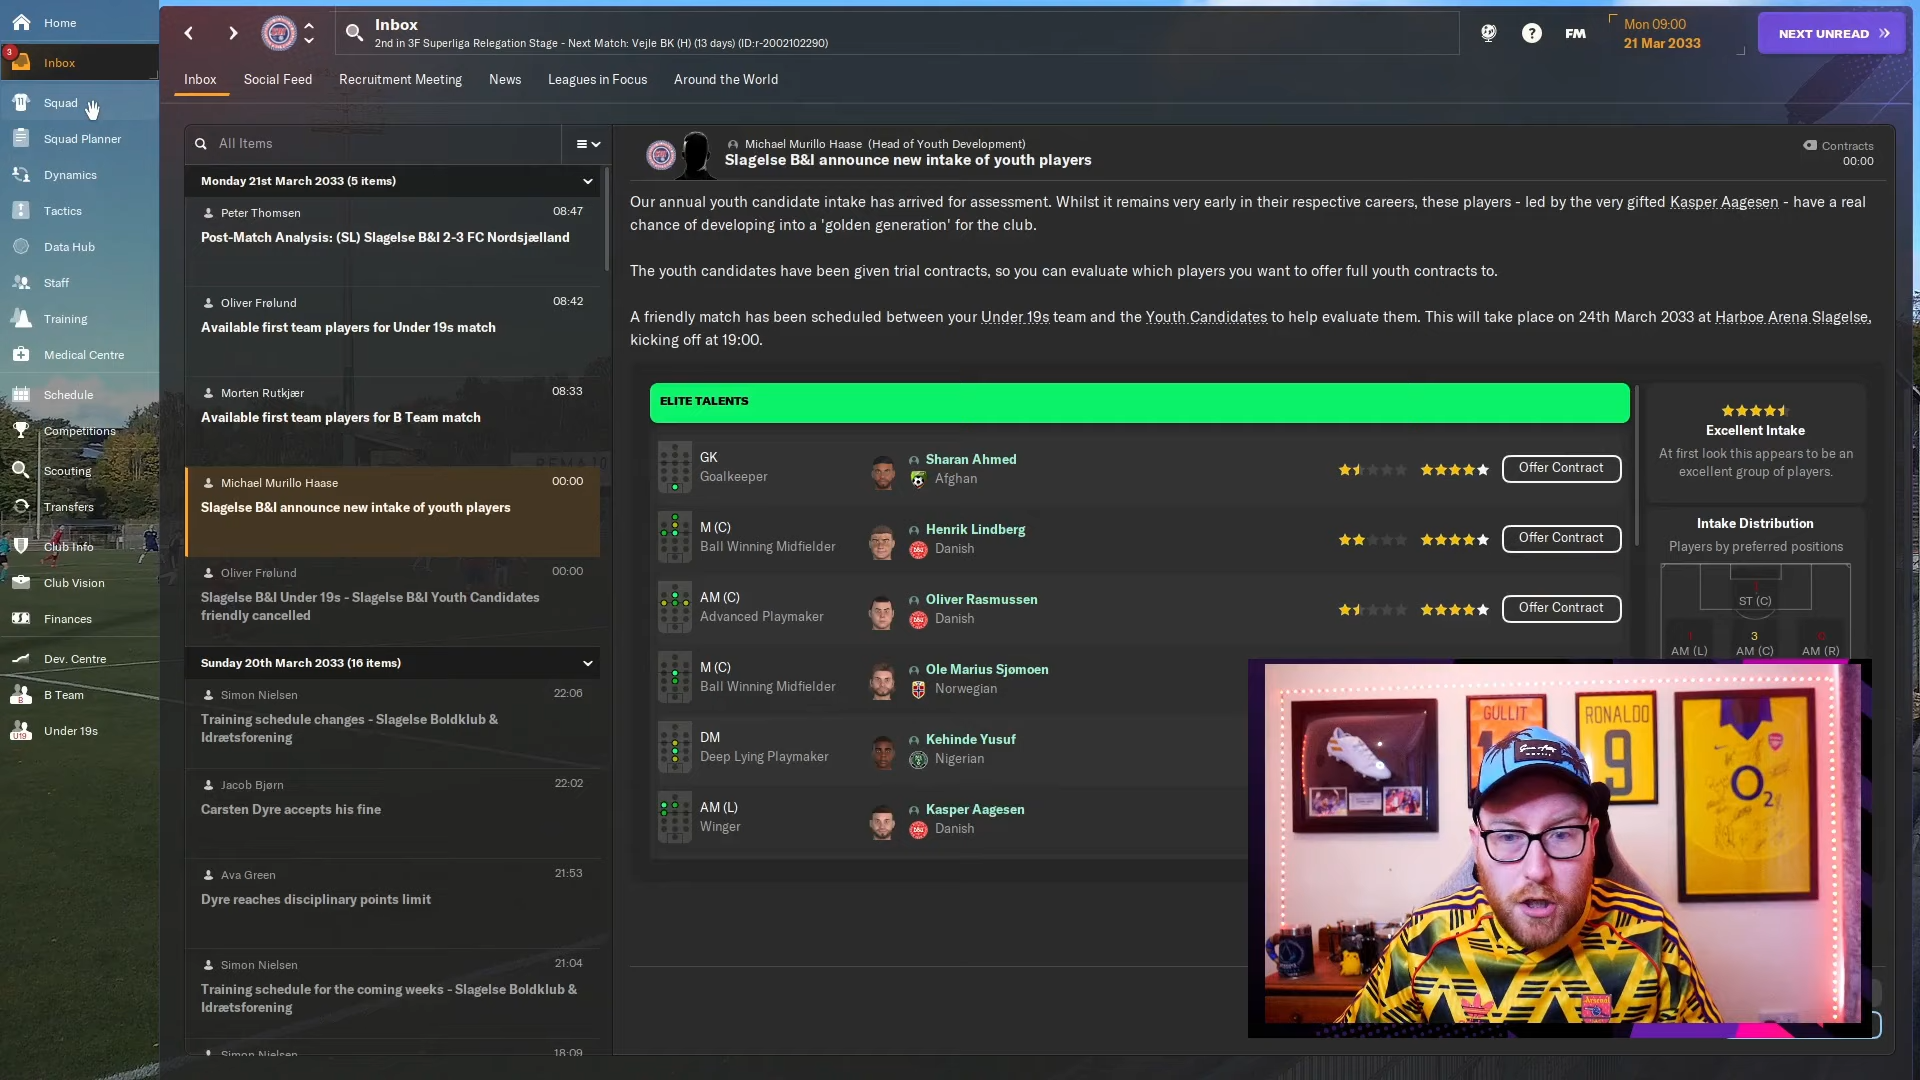 Home
3
Inbox
Squad
Squad Planner
Dynamics
Tactics
Data Hub
Staff
Training
Medical Centre
Schedule
Competitions
Scouting
Transfers
Club Info
Club Vision
Finances
Dev. Centre
B Team
Under 19s
Inbox
2nd in 3F Superliga Relegation Stage - Next Match: Vejle BK (H) (13 days) (ID:r-2002102290)
FM
Mon 09:00
21 Mar 2033
NEXT UNREAD
Inbox Social Feed Recruitment Meeting News Leagues in Focus Around the World
All Items
Monday 21st March 2033 (5 items)
Peter Thomsen 08:47
Post-Match Analysis: (SL) Slagelse B&I 2-3 FC Nordsjælland
Oliver Frølund 08:42
Available first team players for Under 19s match
Morten Rutkjær 08:33
Available first team players for B Team match
Michael Murillo Haase 00:00
Slagelse B&I announce new intake of youth players
Oliver Frølund 00:00
Slagelse B&I Under 19s - Slagelse B&I Youth Candidates
friendly cancelled
Sunday 20th March 2033 (16 items)
Simon Nielsen 22:06
Training schedule changes - Slagelse Boldklub &
Idrætsforening
Jacob Bjørn 22:02
Carsten Dyre accepts his fine
Ava Green 21:53
Dyre reaches disciplinary points limit
Simon Nielsen 21:04
Training schedule for the coming weeks - Slagelse Boldklub &
Idrætsforening
Simon Nielsen 18:09
Michael Murillo Haase (Head of Youth Development)
Slagelse B&I announce new intake of youth players
Contracts
00:00
Our annual youth candidate intake has arrived for assessment. Whilst it remains very early in their respective careers, these players - led by the very gifted Kasper Aagesen - have a real
chance of developing into a 'golden generation' for the club.
The youth candidates have been given trial contracts, so you can evaluate which players you want to offer full youth contracts to.
A friendly match has been scheduled between your Under 19s team and the Youth Candidates to help evaluate them. This will take place on 24th March 2033 at Harboe Arena Slagelse,
kicking off at 19:00.
ELITE TALENTS
GK
Goalkeeper
Sharan Ahmed
Afghan
Offer Contract
M (C)
Ball Winning Midfielder
Henrik Lindberg
Danish
Offer Contract
AM (C)
Advanced Playmaker
Oliver Rasmussen
Danish
Offer Contract
M (C)
Ball Winning Midfielder
Ole Marius Sjømoen
Norwegian
DM
Deep Lying Playmaker
Kehinde Yusuf
Nigerian
AM (L)
Winger
Kasper Aagesen
Danish
Excellent Intake
At first look this appears to be an
excellent group of players.
Intake Distribution
Players by preferred positions
1
ST (C)
1 3 0
AM (L) AM (C) AM (R)
GULLIT
RONALDO
9
O2
Arsenal